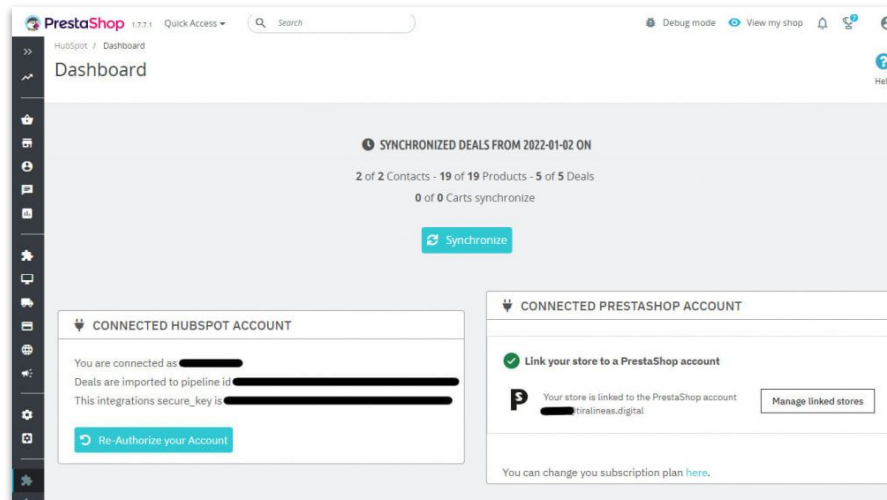 PrestaShop 1.7.7.1 Quick Access Search Debug mode View my shop
HubSpot / Dashboard
Dashboard
Hel
SYNCHRONIZED DEALS FROM 2022-01-02 ON
2 of 2 Contacts - 19 of 19 Products - 5 of 5 Deals
0 of 0 Carts synchronize
Synchronize
CONNECTED HUBSPOT ACCOUNT
You are connected as
Deals are imported to pipeline id
This integrations secure_key is
Re-Authorize your Account
CONNECTED PRESTASHOP ACCOUNT
Link your store to a PrestaShop account
Your store is linked to the PrestaShop account
tiralineas.digital
Manage linked stores
You can change you subscription plan here.